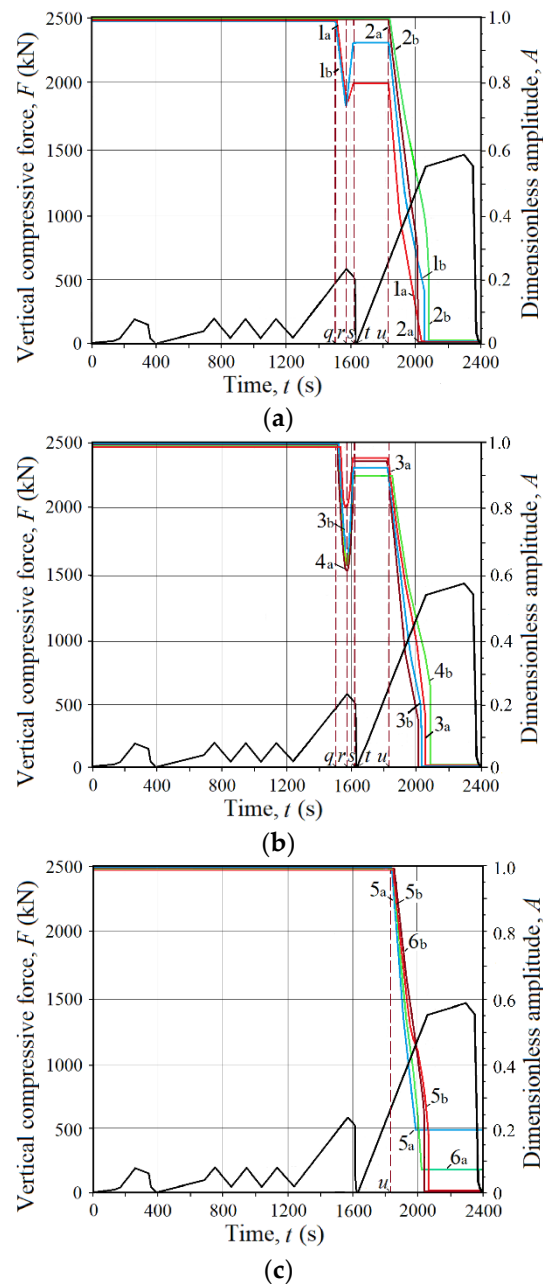 Vertical compressive force, F (kN)
Dimensionless amplitude, A
2500
2000
1500
1000
500
0
1.0
0.8
0.6
0.4
0.2
0
1a
1b
2a
2b
1b
1a
2b
2a
q r s t u
0 400 800 1200 1600 2000 2400
Time, t (s)
(a)
Vertical compressive force, F (kN)
Dimensionless amplitude, A
2500
2000
1500
1000
500
0
1.0
0.8
0.6
0.4
0.2
0
3a
3b
4a
4b
3b
3a
q r s t u
0 400 800 1200 1600 2000 2400
Time, t (s)
(b)
Vertical compressive force, F (kN)
Dimensionless amplitude, A
2500
2000
1500
1000
500
0
1.0
0.8
0.6
0.4
0.2
0
5a
5b
6b
5b
5a
6a
u
0 400 800 1200 1600 2000 2400
Time, t (s)
(c)